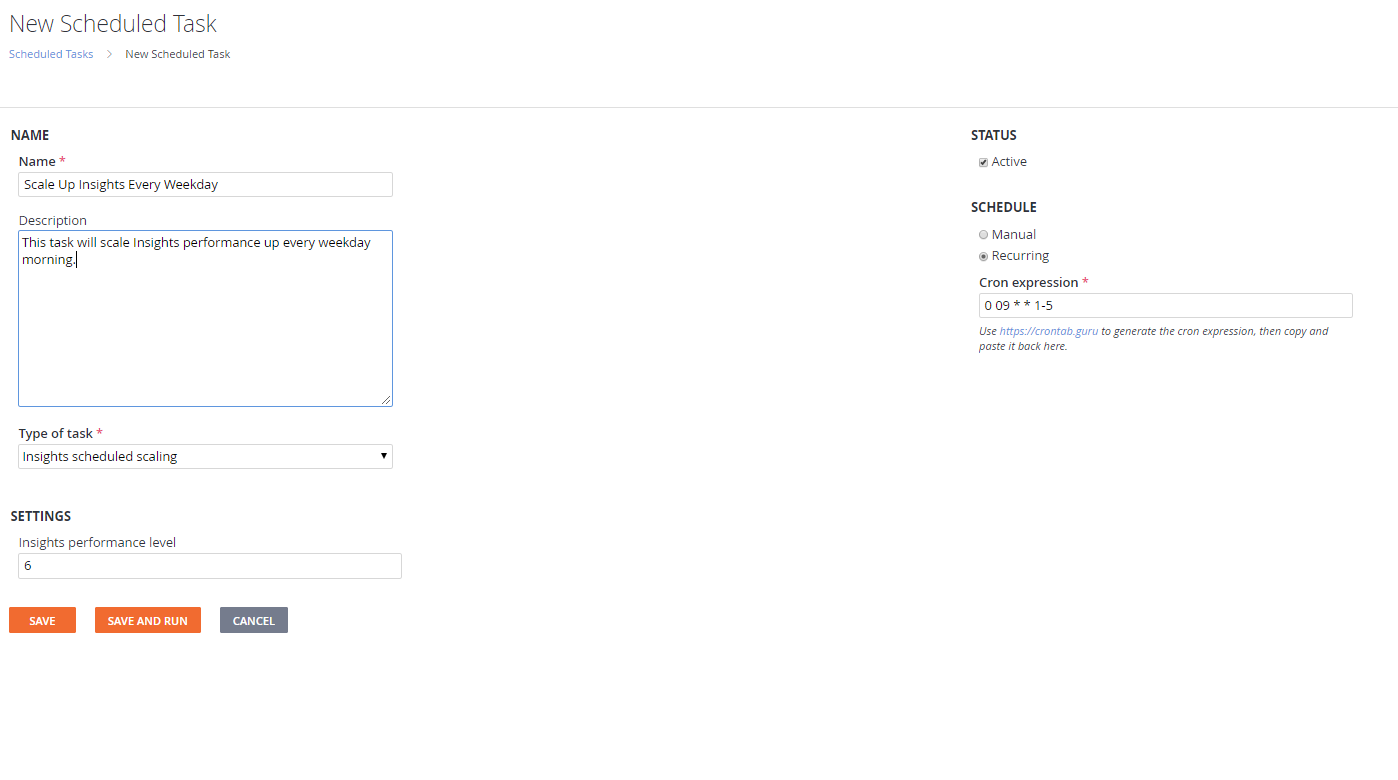 New Scheduled Task
Scheduled Tasks > New Scheduled Task
NAME
Name *
Scale Up Insights Every Weekday
Description
This task will scale Insights performance up every weekday
morning.
Type of task *
Insights scheduled scaling
SETTINGS
Insights performance level
6
SAVE
SAVE AND RUN
CANCEL
STATUS
Active
SCHEDULE
Manual
Recurring
Cron expression *
0 09 * * 1-5
Use https://crontab.guru to generate the cron expression, then copy and
paste it back here.